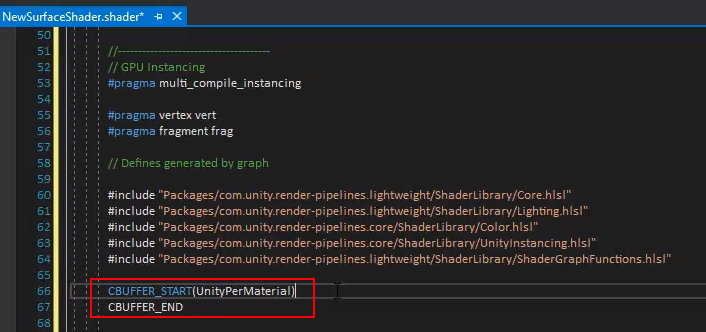 NewSurfaceShader.shader*
50
51 //--------------------------------------
52 // GPU Instancing
53 #pragma multi_compile_instancing
54
55 #pragma vertex vert
56 #pragma fragment frag
57
58 // Defines generated by graph
59
60 #include "Packages/com.unity.render-pipelines.lightweight/ShaderLibrary/Core.hlsl"
61 #include "Packages/com.unity.render-pipelines.lightweight/ShaderLibrary/Lighting.hlsl"
62 #include "Packages/com.unity.render-pipelines.core/ShaderLibrary/Color.hlsl"
63 #include "Packages/com.unity.render-pipelines.core/ShaderLibrary/UnityInstancing.hlsl"
64 #include "Packages/com.unity.render-pipelines.lightweight/ShaderLibrary/ShaderGraphFunctions.hlsl"
65
66 CBUFFER_START(UnityPerMaterial)
67 CBUFFER_END
68